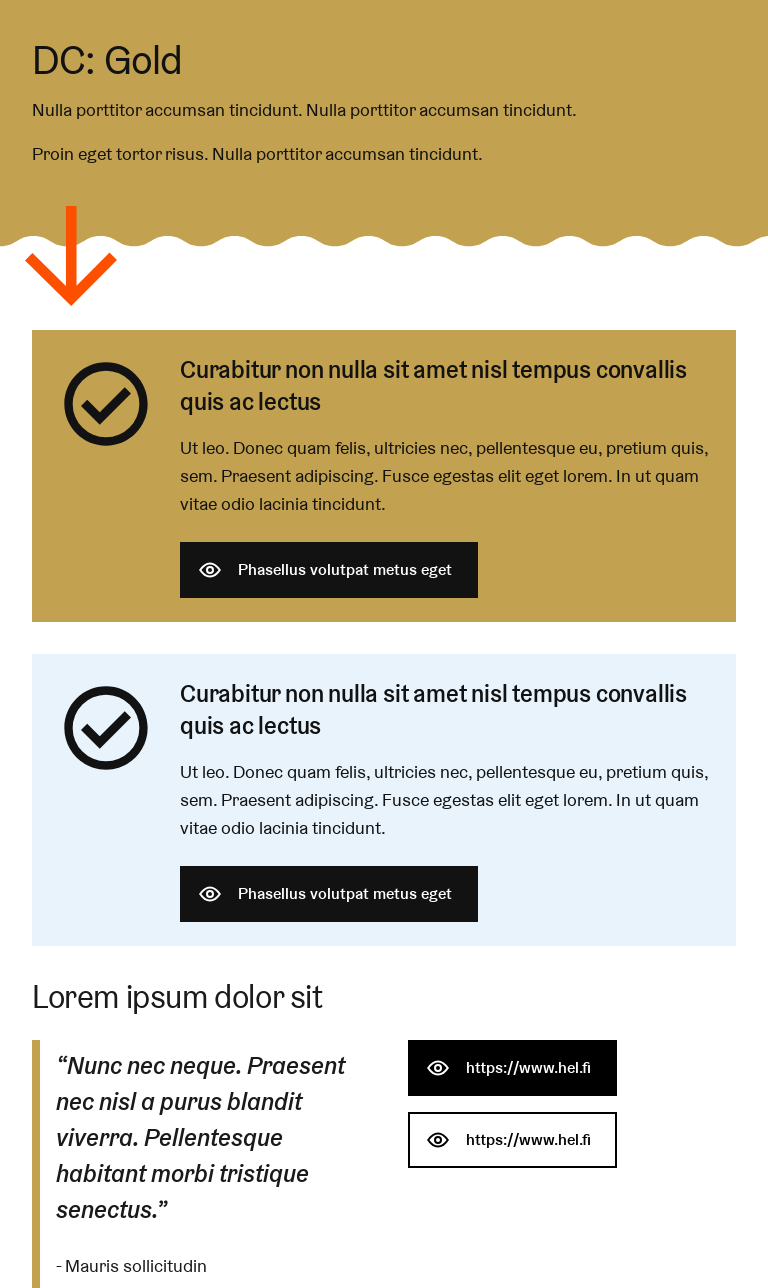 DC: Gold
Nulla porttitor accumsan tincidunt. Nulla porttitor accumsan tincidunt.
Proin eget tortor risus. Nulla porttitor accumsan tincidunt.
Curabitur non nulla sit amet nisl tempus convallis
quis ac lectus
Ut leo. Donec quam felis, ultricies nec, pellentesque eu, pretium quis,
sem. Praesent adipiscing. Fusce egestas elit eget lorem. In ut quam
vitae odio lacinia tincidunt.
Phasellus volutpat metus eget
Curabitur non nulla sit amet nisl tempus convallis
quis ac lectus
Ut leo. Donec quam felis, ultricies nec, pellentesque eu, pretium quis,
sem. Praesent adipiscing. Fusce egestas elit eget lorem. In ut quam
vitae odio lacinia tincidunt.
Phasellus volutpat metus eget
Lorem ipsum dolor sit
“Nunc nec neque. Praesent
nec nisl a purus blandit
viverra. Pellentesque
habitant morbi tristique
senectus.”
- Mauris sollicitudin
https://www.hel.fi
https://www.hel.fi